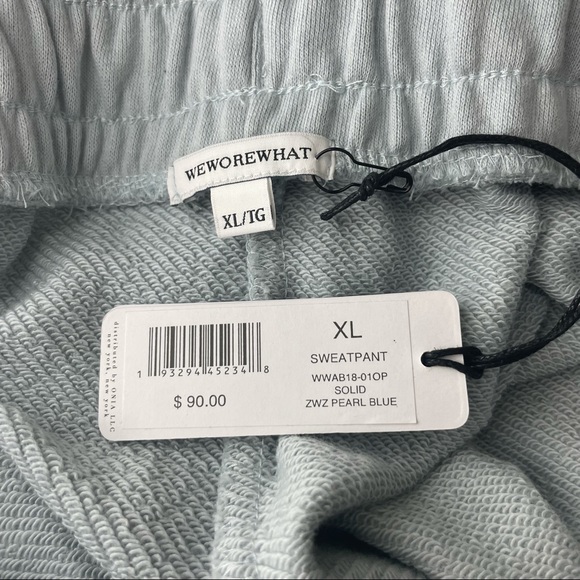 WEWOREWHAT
XL/TG
distributed by ONIA LLC
new york, new york
1 93294 45234 8
$ 90.00
XL
SWEATPANT
WWAB18-01OP
SOLID
ZWZ PEARL BLUE